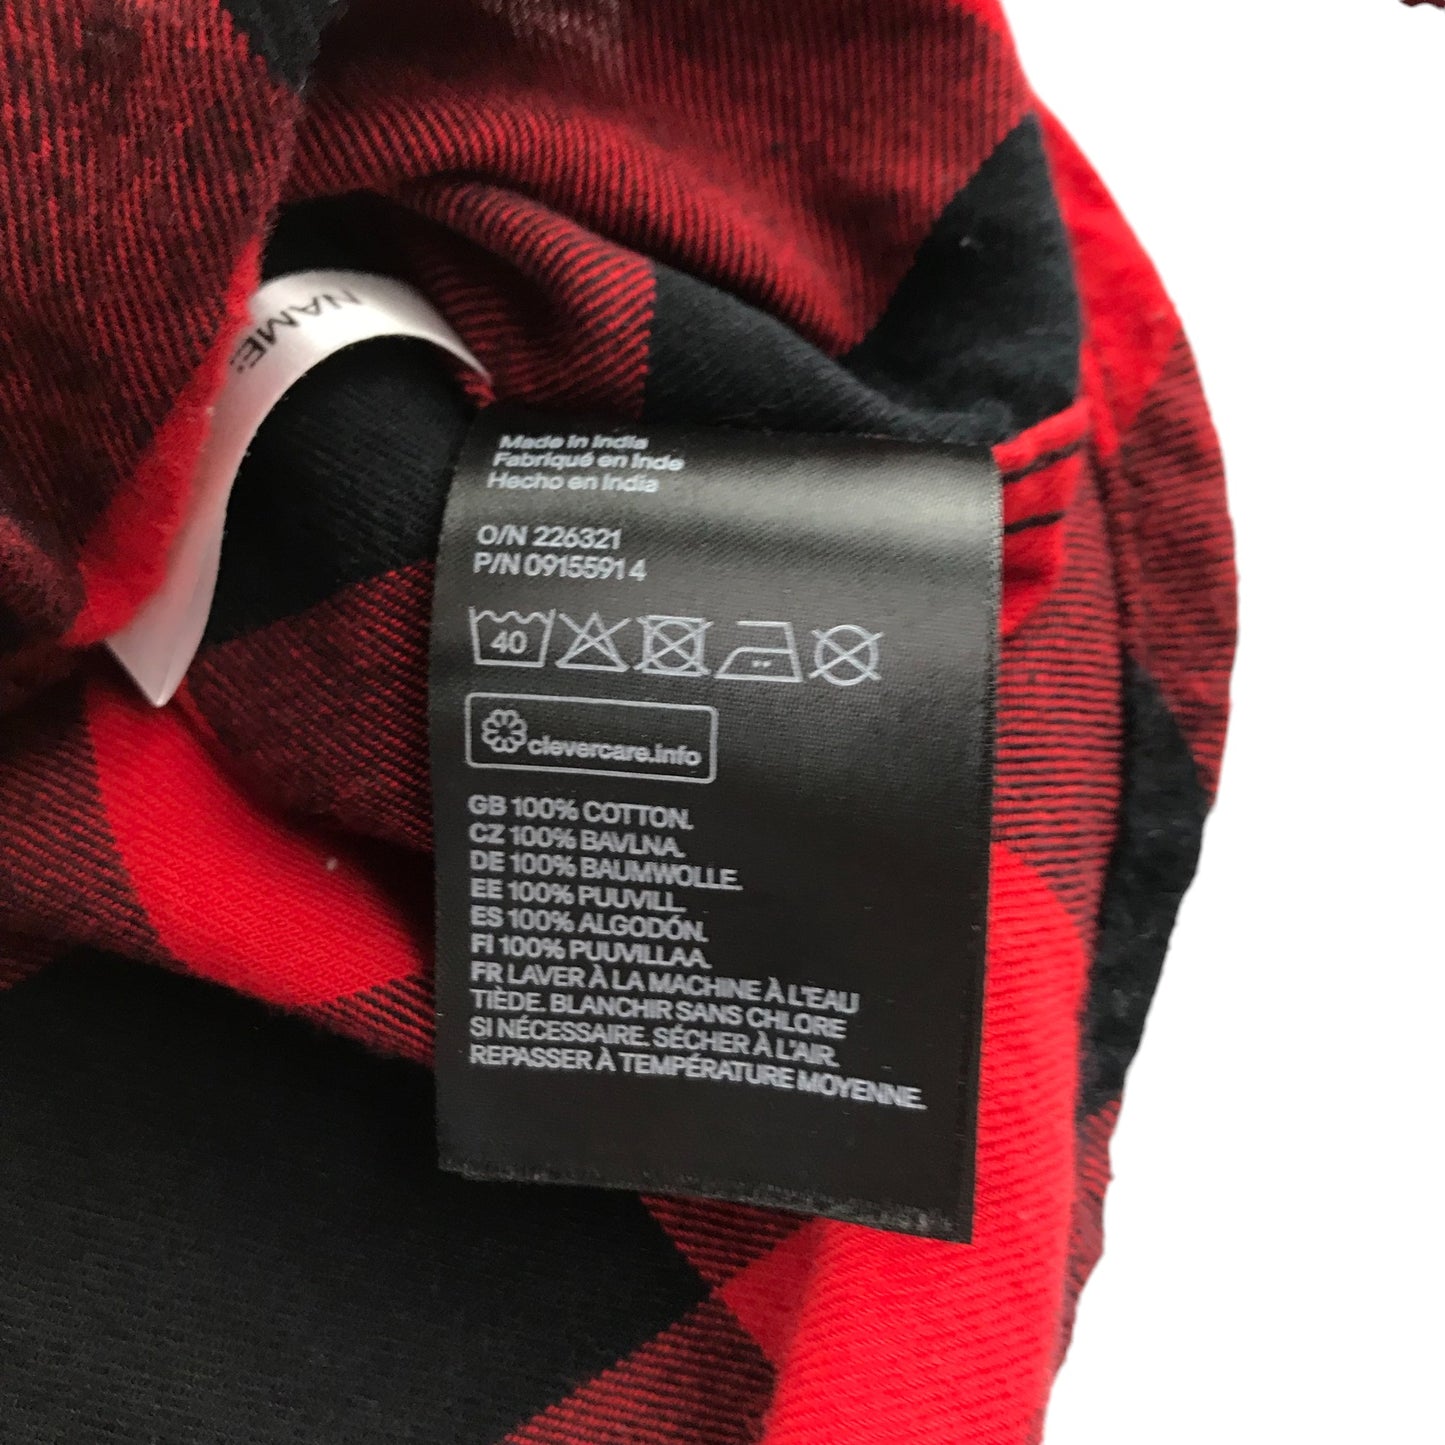 NAME:
Made in India
Fabriqué en Inde
Hecho en India
O/N 226321
P/N 0915591 4
40
clevercare.info
GB 100% COTTON.
CZ 100% BAVLNA.
DE 100% BAUMWOLLE.
EE 100% PUUVILL.
ES 100% ALGODÓN.
FI 100% PUUVILLAA.
FR LAVER À LA MACHINE À L'EAU
TIÈDE. BLANCHIR SANS CHLORE
SI NÉCESSAIRE. SÉCHER À L'AIR.
REPASSER À TEMPÉRATURE MOYENNE.